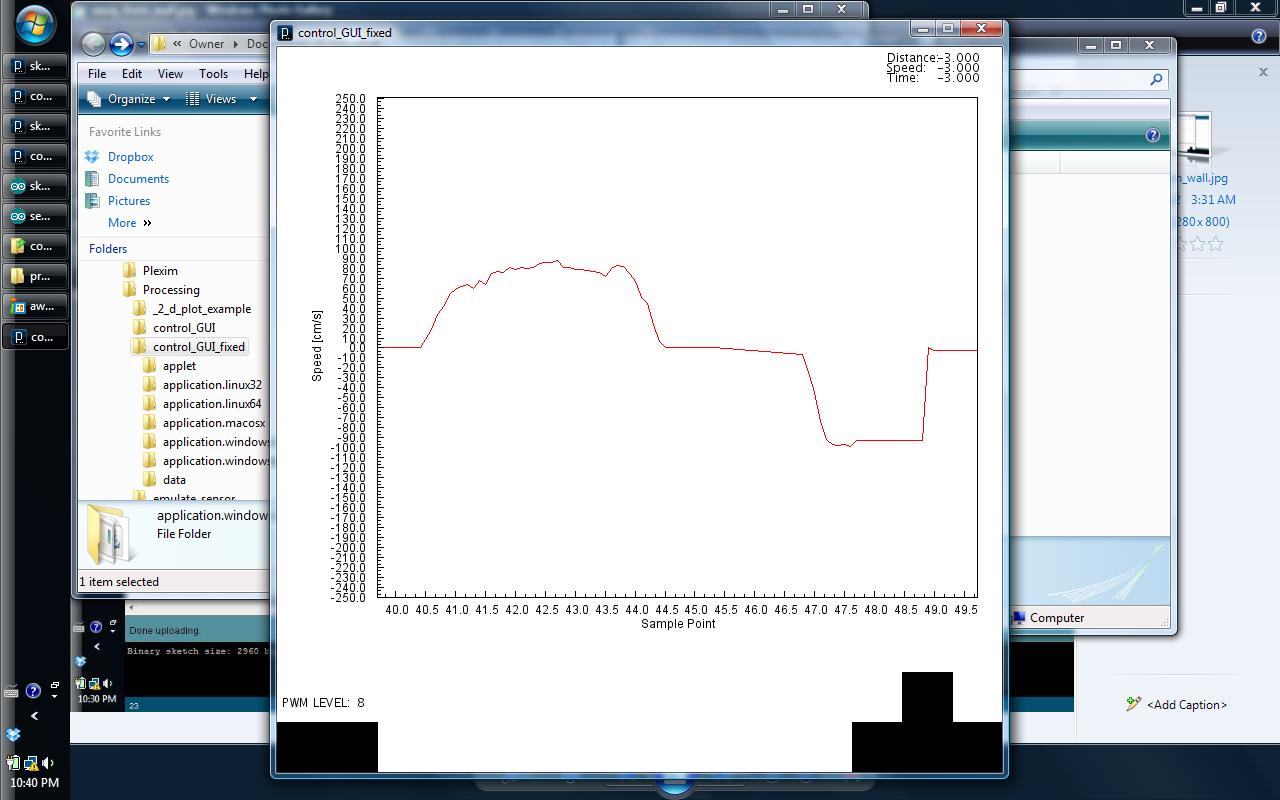 Windows Photo Gallery
control_GUI_fixed
« Owner › Doc
File Edit View Tools Help
Organize Views
Favorite Links
Dropbox
Documents
Pictures
More »
Folders
Plexim
Processing
_2_d_plot_example
control_GUI
control_GUI_fixed
applet
application.linux32
application.linux64
application.macosx
application.windows
application.windows
data
emulate_sensor
application.window
File Folder
1 item selected
sk...
co...
sk...
co...
sk...
se...
co...
pr...
aw...
co...
Distance:-3.000
Speed: -3.000
Time: -3.000
250.0
240.0
230.0
220.0
210.0
200.0
190.0
180.0
170.0
160.0
150.0
140.0
130.0
120.0
110.0
100.0
90.0
80.0
70.0
60.0
50.0
40.0
30.0
20.0
10.0
0.0
-10.0
-20.0
-30.0
-40.0
-50.0
-60.0
-70.0
-80.0
-90.0
-100.0
-110.0
-120.0
-130.0
-140.0
-150.0
-160.0
-170.0
-180.0
-190.0
-200.0
-210.0
-220.0
-230.0
-240.0
-250.0
Speed [cm/s]
40.0 40.5 41.0 41.5 42.0 42.5 43.0 43.5 44.0 44.5 45.0 45.5 46.0 46.5 47.0 47.5 48.0 48.5 49.0 49.5
Sample Point
PWM LEVEL: 8
n_wall.jpg
2 3:31 AM
280 x 800)
Computer
<Add Caption>
Done uploading.
Binary sketch size: 2960 b
23
10:30 PM
10:40 PM